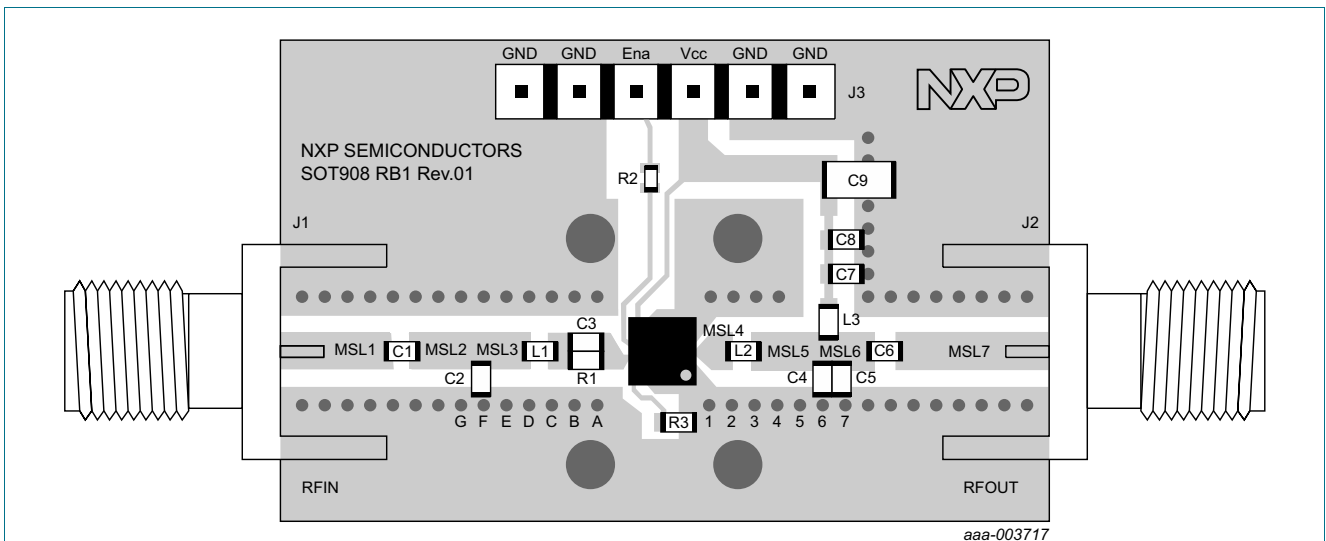 GND GND Ena Vcc GND GND
J3
NXP
NXP SEMICONDUCTORS
SOT908 RB1 Rev.01
R2
C9
J1
J2
C8
C7
C3
MSL4
L3
MSL1 C1 MSL2 MSL3 L1
L2 MSL5 MSL6 C6 MSL7
C2
R1
C4
C5
G F E D C B A
R3
1 2 3 4 5 6 7
RFIN
RFOUT
aaa-003717